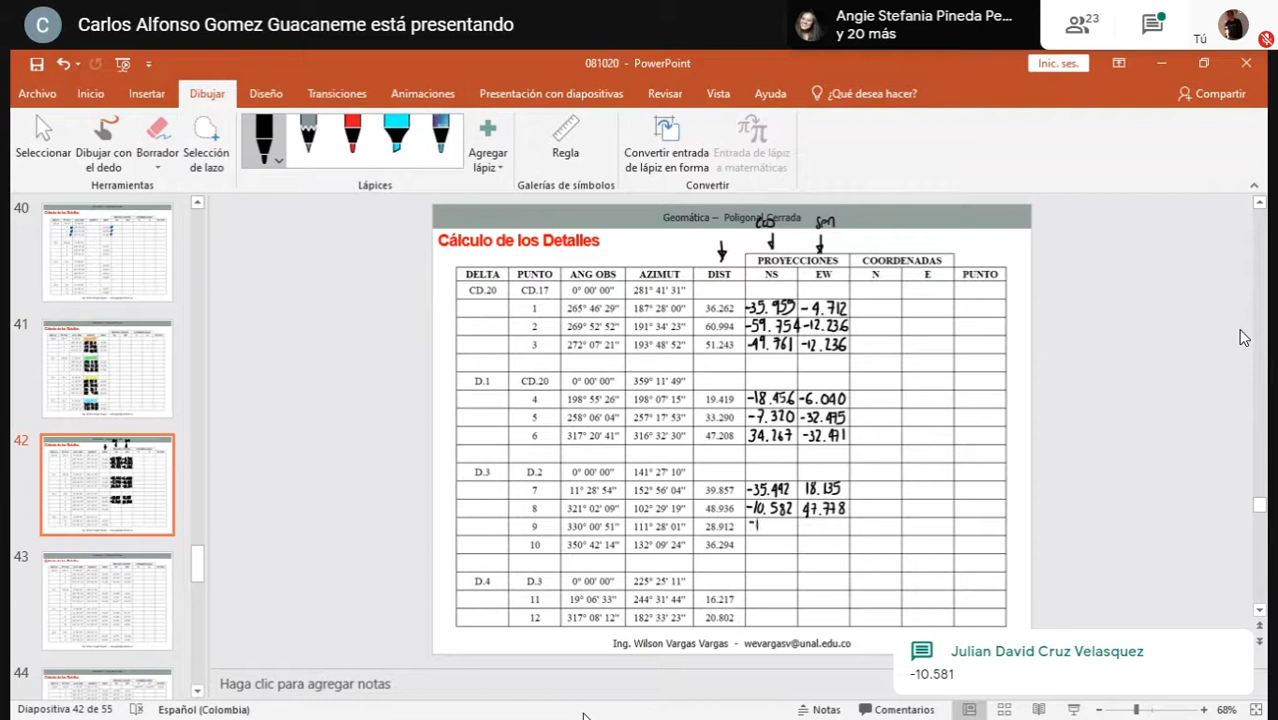 C Carlos Alfonso Gomez Guacaneme está presentando
Angie Stefania Pineda Pe...
y 20 más
23
Tú
081020 - PowerPoint
Inic. ses.
Archivo Inicio Insertar Dibujar Diseño Transiciones Animaciones Presentación con diapositivas Revisar Vista Ayuda ¿Qué desea hacer? Compartir
Seleccionar Dibujar con el dedo Borrador Selección de lazo Agregar lápiz Regla Convertir entrada de lápiz en forma Entrada de lápiz a matemáticas
Herramientas Lápices Galerías de símbolos Convertir
40
41
42
43
44
Geomática – Poligonal Cerrada
cos sen
Cálculo de los Detalles
PROYECCIONES COORDENADAS
DELTA PUNTO ANG OBS AZIMUT DIST NS EW N E PUNTO
CD.20 CD.17 0° 00' 00" 281° 41' 31"
1 265° 46' 29" 187° 28' 00" 36.262 -35.955 -4.712
2 269° 52' 52" 191° 34' 23" 60.994 -59.754 -12.236
3 272° 07' 21" 193° 48' 52" 51.243 -49.761 -12.236
D.1 CD.20 0° 00' 00" 359° 11' 49"
4 198° 55' 26" 198° 07' 15" 19.419 -18.456 -6.040
5 258° 06' 04" 257° 17' 53" 33.290 -7.320 -32.475
6 317° 20' 41" 316° 32' 30" 47.208 34.267 -32.471
D.3 D.2 0° 00' 00" 141° 27' 10"
7 11° 28' 54" 152° 56' 04" 39.857 -35.492 18.135
8 321° 02' 09" 102° 29' 19" 48.936 -10.582 47.778
9 330° 00' 51" 111° 28' 01" 28.912 -1
10 350° 42' 14" 132° 09' 24" 36.294
D.4 D.3 0° 00' 00" 225° 25' 11"
11 19° 06' 33" 244° 31' 44" 16.217
12 317° 08' 12" 182° 33' 23" 20.802
Ing. Wilson Vargas Vargas - wevargasv@unal.edu.co
Julian David Cruz Velasquez
-10.581
Haga clic para agregar notas
Diapositiva 42 de 55 Español (Colombia) Notas Comentarios 68%